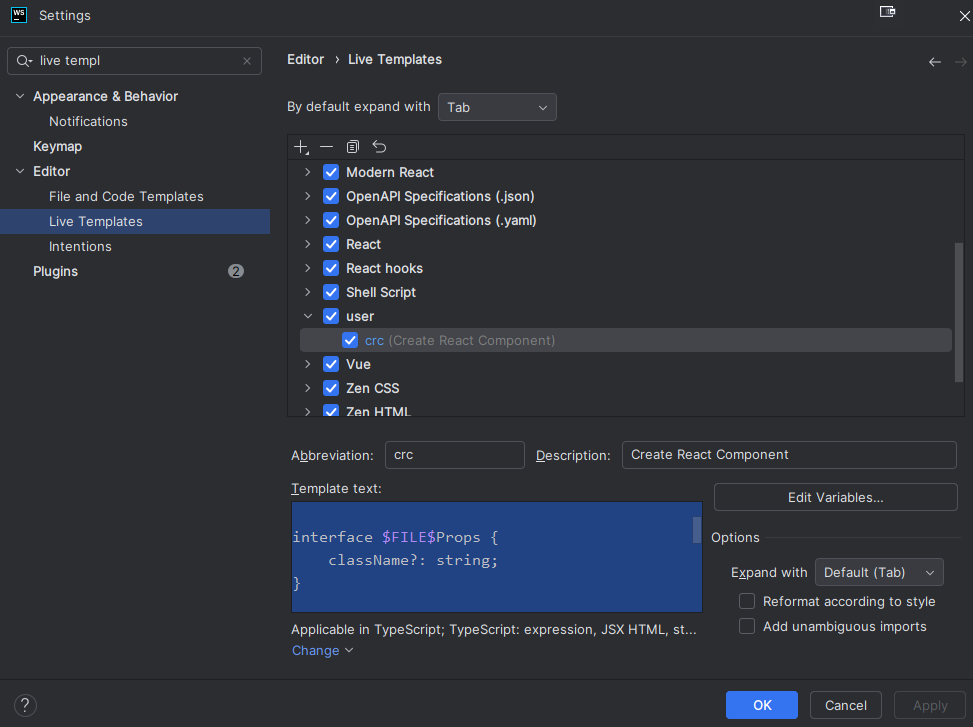 WS
Settings
live templ
Appearance & Behavior
Notifications
Keymap
Editor
File and Code Templates
Live Templates
Intentions
Plugins
2
Editor › Live Templates
By default expand with Tab
Modern React
OpenAPI Specifications (.json)
OpenAPI Specifications (.yaml)
React
React hooks
Shell Script
user
crc (Create React Component)
Vue
Zen CSS
Zen HTML
Abbreviation: crc Description: Create React Component
Template text:
Edit Variables...
interface $FILE$Props {
    className?: string;
}
Options
Expand with Default (Tab)
Reformat according to style
Add unambiguous imports
Applicable in TypeScript; TypeScript: expression, JSX HTML, st...
Change
?
OK Cancel Apply